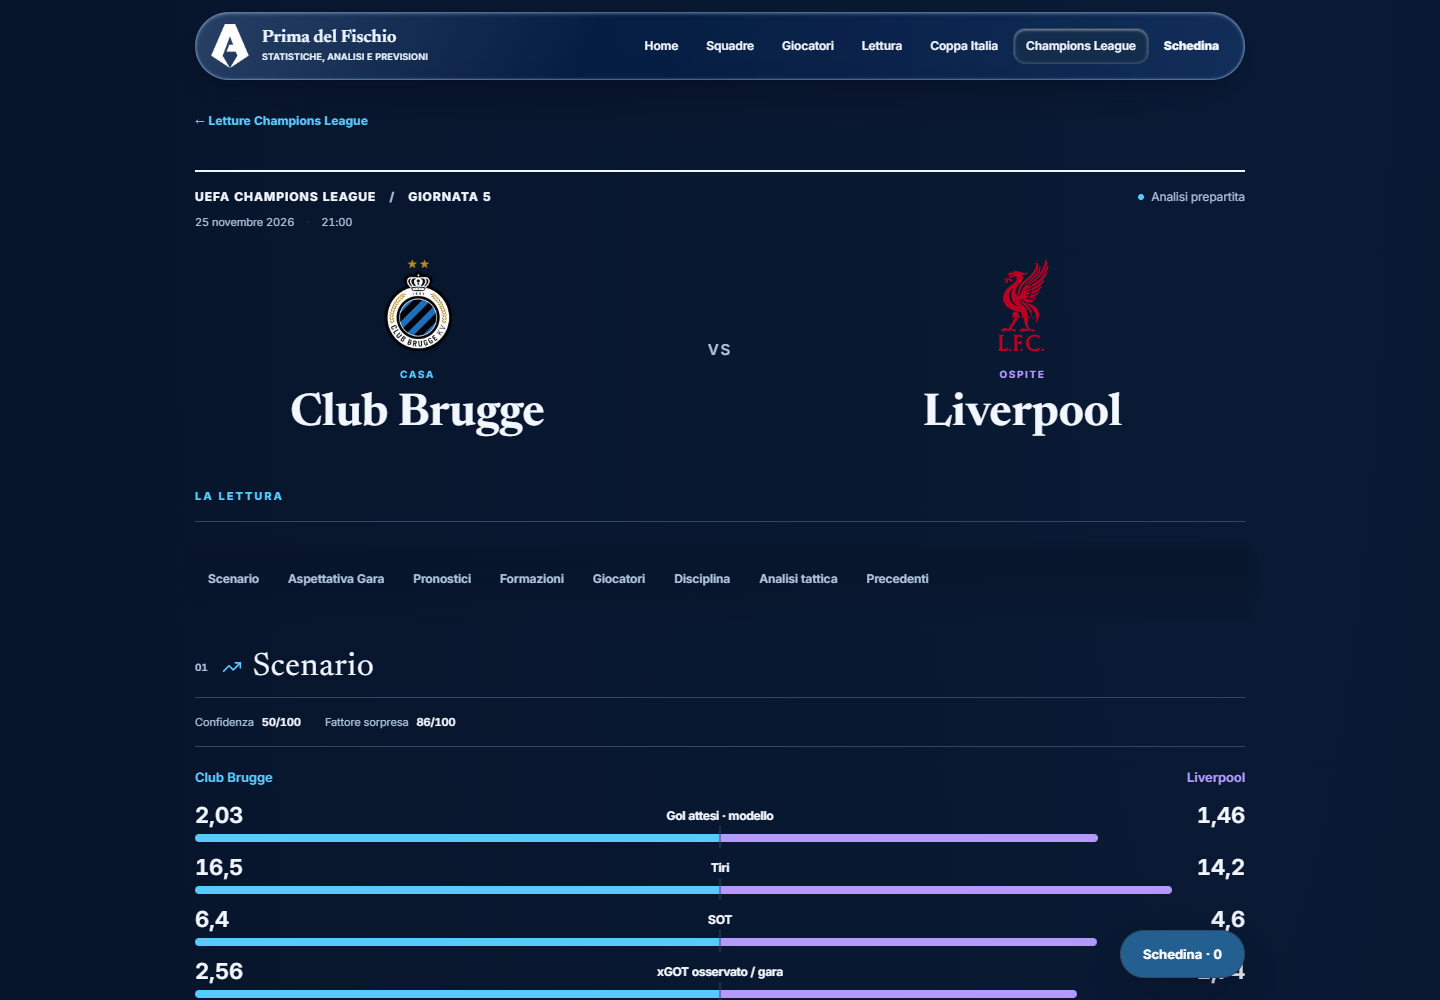 Prima del Fischio
STATISTICHE, ANALISI E PREVISIONI
Home
Squadre
Giocatori
Lettura
Coppa Italia
Champions League
Schedina
← Letture Champions League
UEFA CHAMPIONS LEAGUE / GIORNATA 5
Analisi prepartita
25 novembre 2026 · 21:00
CLUB BRUGGE KV
L.F.C.
VS
CASA
OSPITE
Club Brugge
Liverpool
LA LETTURA
Scenario
Aspettativa Gara
Pronostici
Formazioni
Giocatori
Disciplina
Analisi tattica
Precedenti
01 Scenario
Confidenza 50/100 Fattore sorpresa 86/100
Club Brugge Liverpool
2,03 Gol attesi · modello 1,46
16,5 Tiri 14,2
6,4 SOT 4,6
Schedina · 0
2,56 xGOT osservato / gara